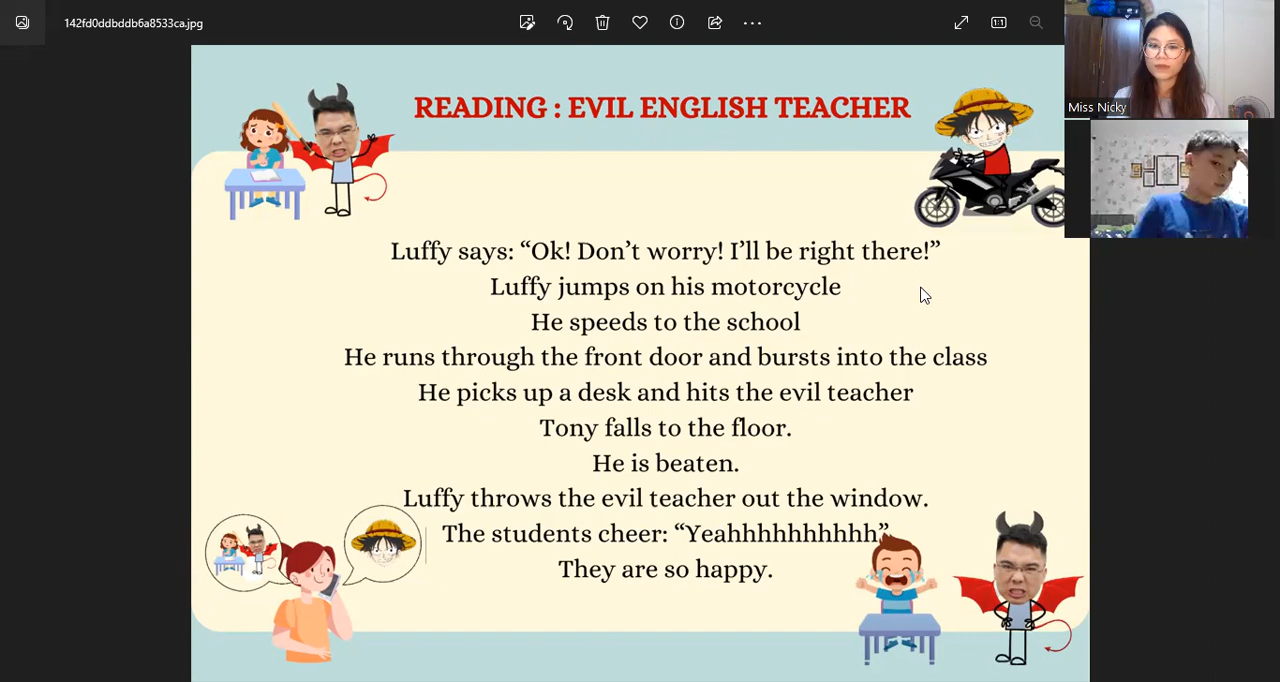 142fd0ddbddb6a8533ca.jpg
1:1
Miss Nicky
READING : EVIL ENGLISH TEACHER
Luffy says: “Ok! Don’t worry! I’ll be right there!”
Luffy jumps on his motorcycle
He speeds to the school
He runs through the front door and bursts into the class
He picks up a desk and hits the evil teacher
Tony falls to the floor.
He is beaten.
Luffy throws the evil teacher out the window.
The students cheer: “Yeahhhhhhhhhh”
They are so happy.